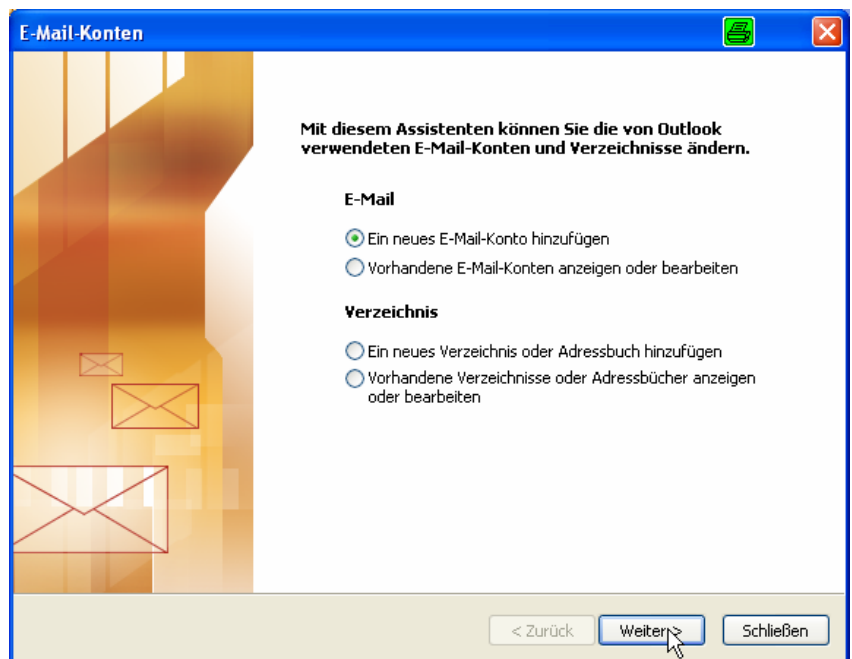 E-Mail-Konten
Mit diesem Assistenten können Sie die von Outlook
verwendeten E-Mail-Konten und Verzeichnisse ändern.
E-Mail
Ein neues E-Mail-Konto hinzufügen
Vorhandene E-Mail-Konten anzeigen oder bearbeiten
Verzeichnis
Ein neues Verzeichnis oder Adressbuch hinzufügen
Vorhandene Verzeichnisse oder Adressbücher anzeigen
oder bearbeiten
< Zurück Weiter > Schließen